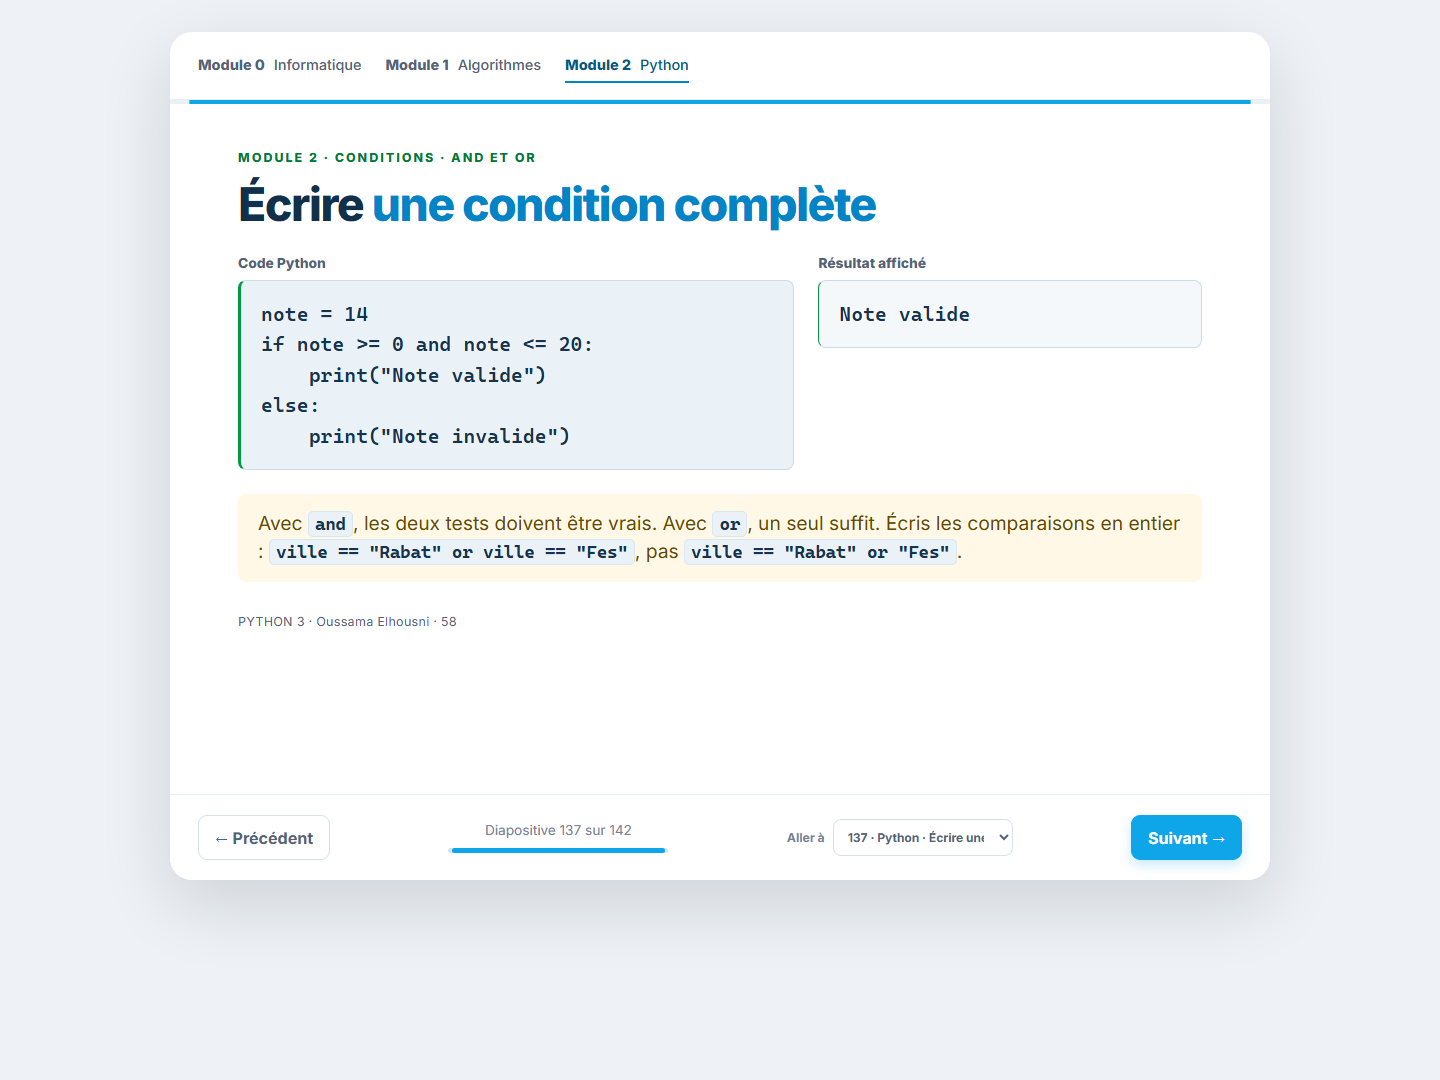 Module 0 Informatique Module 1 Algorithmes Module 2 Python
MODULE 2 · CONDITIONS · AND ET OR
Écrire une condition complète
Code Python
note = 14
if note >= 0 and note <= 20:
    print("Note valide")
else:
    print("Note invalide")
Résultat affiché
Note valide
Avec and, les deux tests doivent être vrais. Avec or, un seul suffit. Écris les comparaisons en entier
: ville == "Rabat" or ville == "Fes", pas ville == "Rabat" or "Fes".
PYTHON 3 · Oussama Elhousni · 58
← Précédent
Diapositive 137 sur 142
Aller à
137 · Python · Écrire une
Suivant →